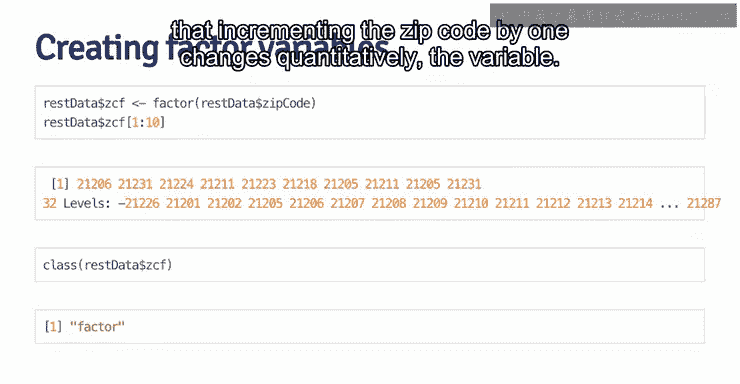 that incrementing the zip code by one
changes quantitatively, the variable.
Creating factor variables
restData$zcf <- factor(restData$zipCode)
restData$zcf[1:10]
[1] 21206 21231 21224 21211 21223 21218 21205 21211 21205 21231
32 Levels: -21226 21201 21202 21205 21206 21207 21208 21209 21210 21211 21212 21213 21214 ... 21287
class(restData$zcf)
[1] "factor"